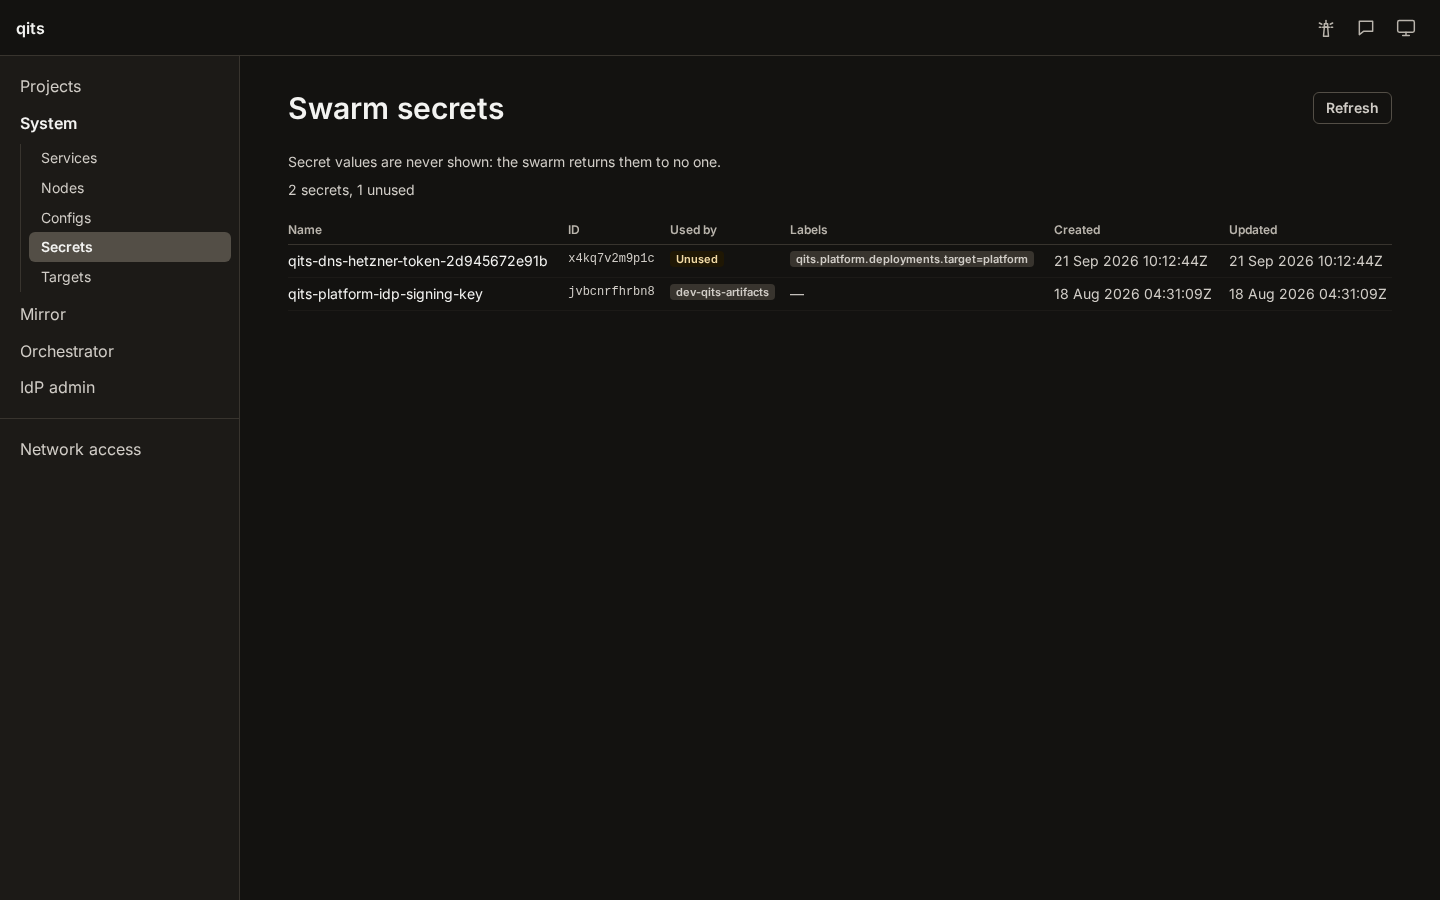 qits
Projects
System
Services
Nodes
Configs
Secrets
Targets
Mirror
Orchestrator
IdP admin
Network access
Swarm secrets
Refresh
Secret values are never shown: the swarm returns them to no one.
2 secrets, 1 unused
Name ID Used by Labels Created Updated
qits-dns-hetzner-token-2d945672e91b x4kq7v2m9p1c Unused qits.platform.deployments.target=platform 21 Sep 2026 10:12:44Z 21 Sep 2026 10:12:44Z
qits-platform-idp-signing-key jvbcnrfhrbn8 dev-qits-artifacts — 18 Aug 2026 04:31:09Z 18 Aug 2026 04:31:09Z